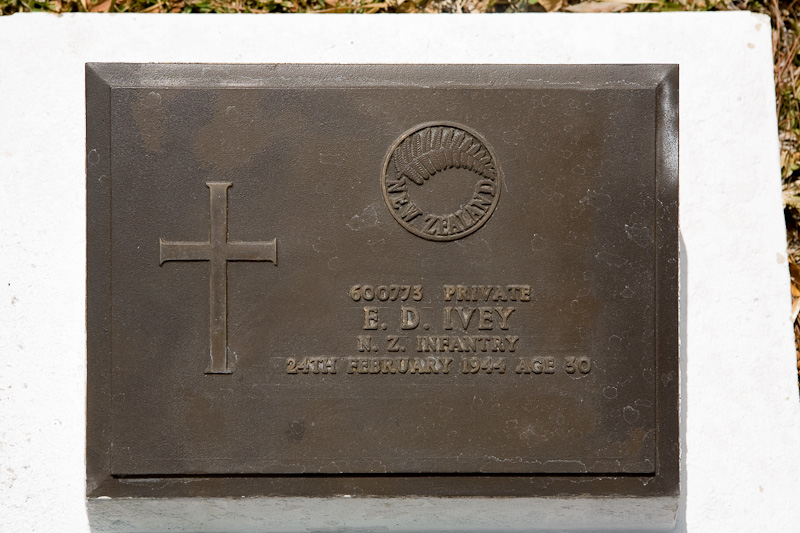 NEW ZEALAND
600773 PRIVATE
E. D. IVEY
N. Z. INFANTRY
24TH FEBRUARY 1944 AGE 30